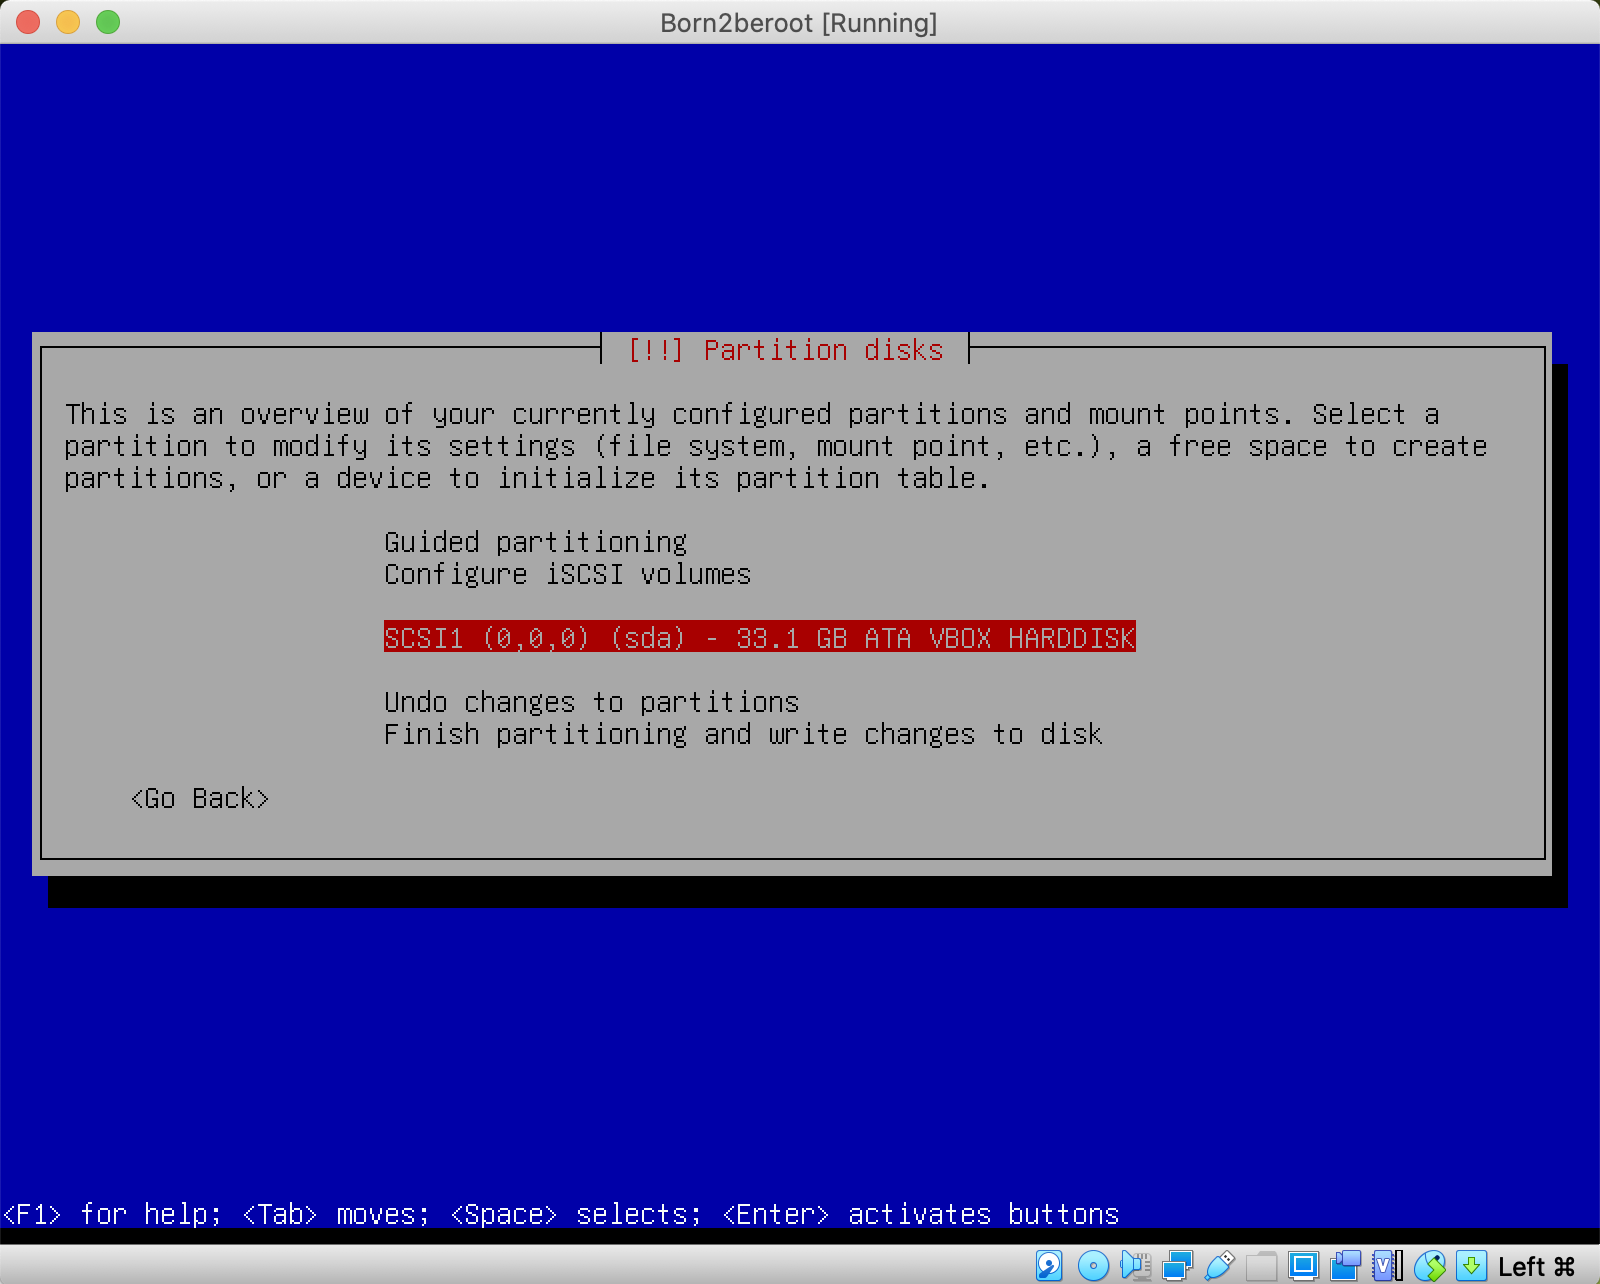 Born2beroot [Running]
[!!] Partition disks
This is an overview of your currently configured partitions and mount points. Select a
partition to modify its settings (file system, mount point, etc.), a free space to create
partitions, or a device to initialize its partition table.
Guided partitioning
Configure iSCSI volumes
SCSI1 (0,0,0) (sda) - 33.1 GB ATA VBOX HARDDISK
Undo changes to partitions
Finish partitioning and write changes to disk
<Go Back>
<F1> for help; <Tab> moves; <Space> selects; <Enter> activates buttons
Left ⌘